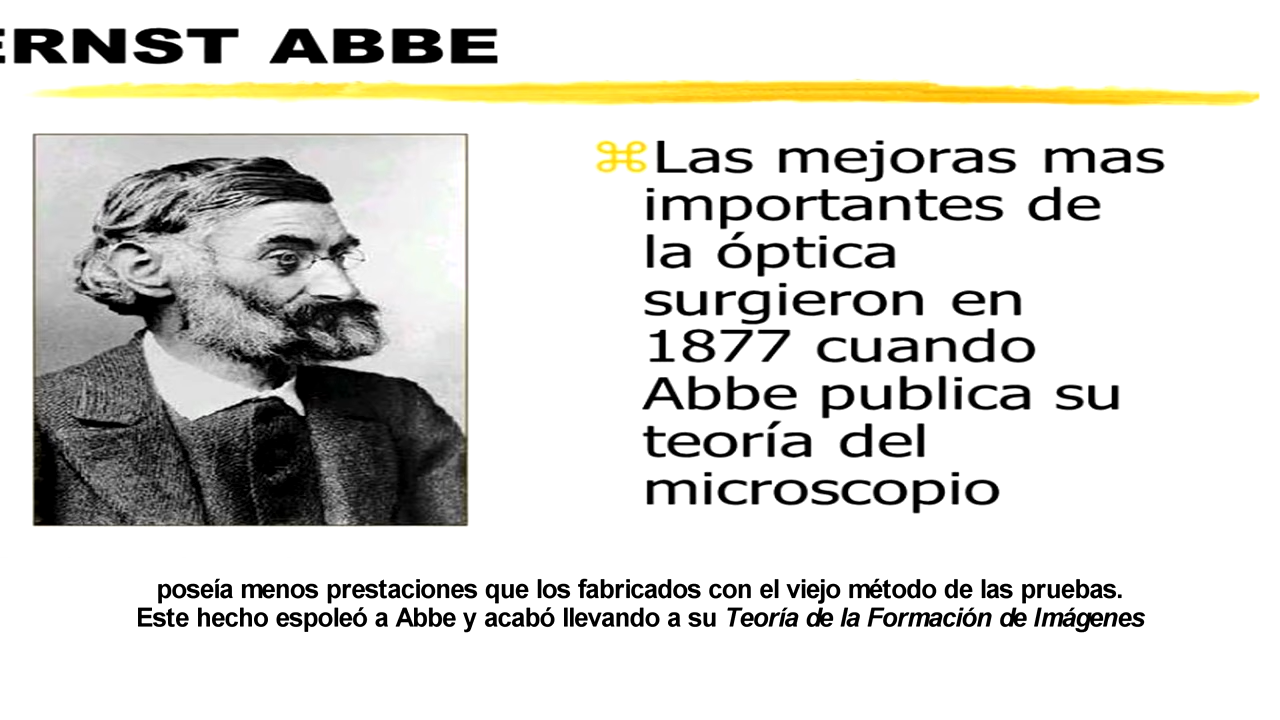 ERNST ABBE
⌘Las mejoras mas
importantes de
la óptica
surgieron en
1877 cuando
Abbe publica su
teoría del
microscopio
poseía menos prestaciones que los fabricados con el viejo método de las pruebas.
Este hecho espoleó a Abbe y acabó llevando a su Teoría de la Formación de Imágenes